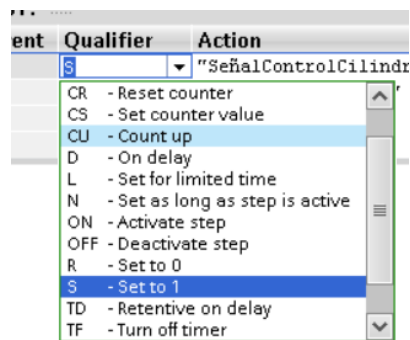 ent Qualifier Action
S "SeñalControlCilindr
CR - Reset counter
CS - Set counter value
CU - Count up
D - On delay
L - Set for limited time
N - Set as long as step is active
ON - Activate step
OFF - Deactivate step
R - Set to 0
S - Set to 1
TD - Retentive on delay
TF - Turn off timer